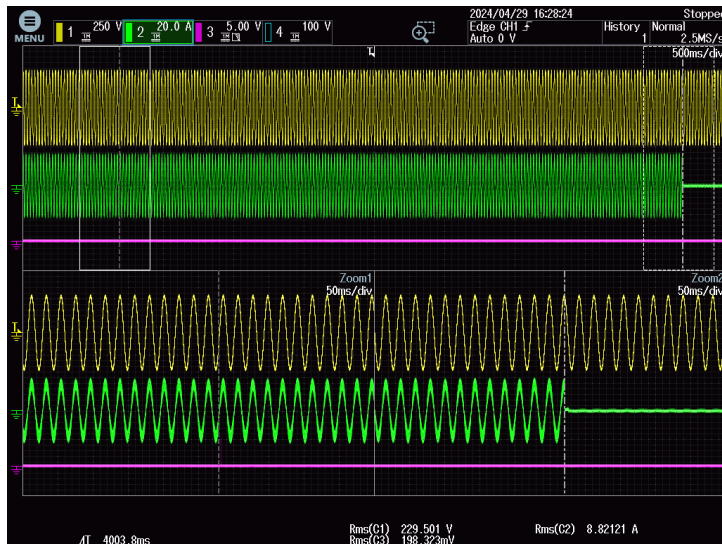 2024/04/29 16:28:24 Stopped
MENU 1 250 V 2 20.0 A 3 5.00 V 4 100 V Edge CH1 History Normal
Auto 0 V 1 2.5MS/s
500ms/div
Zoom1 Zoom2
50ms/div 50ms/div
Rms(C1) 229.501 V Rms(C2) 8.82121 A
ΔT 4003.8ms Rms(C3) 198.323mV